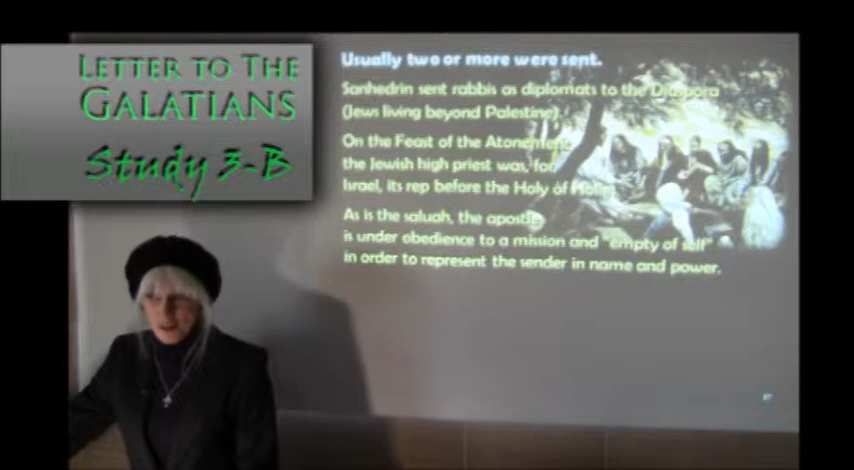 LETTER TO THE
GALATIANS
Study 3-B
Usually two or more were sent.
Sanhedrin sent rabbis as diplomats to the Diaspora
(Jews living beyond Palestine)
On the Feast of the Atonement
the Jewish high priest was, for
Israel, its rep before the Holy of Holies
As is the saluah, the apostle
is under obedience to a mission and "empty of self"
in order to represent the sender in name and power.